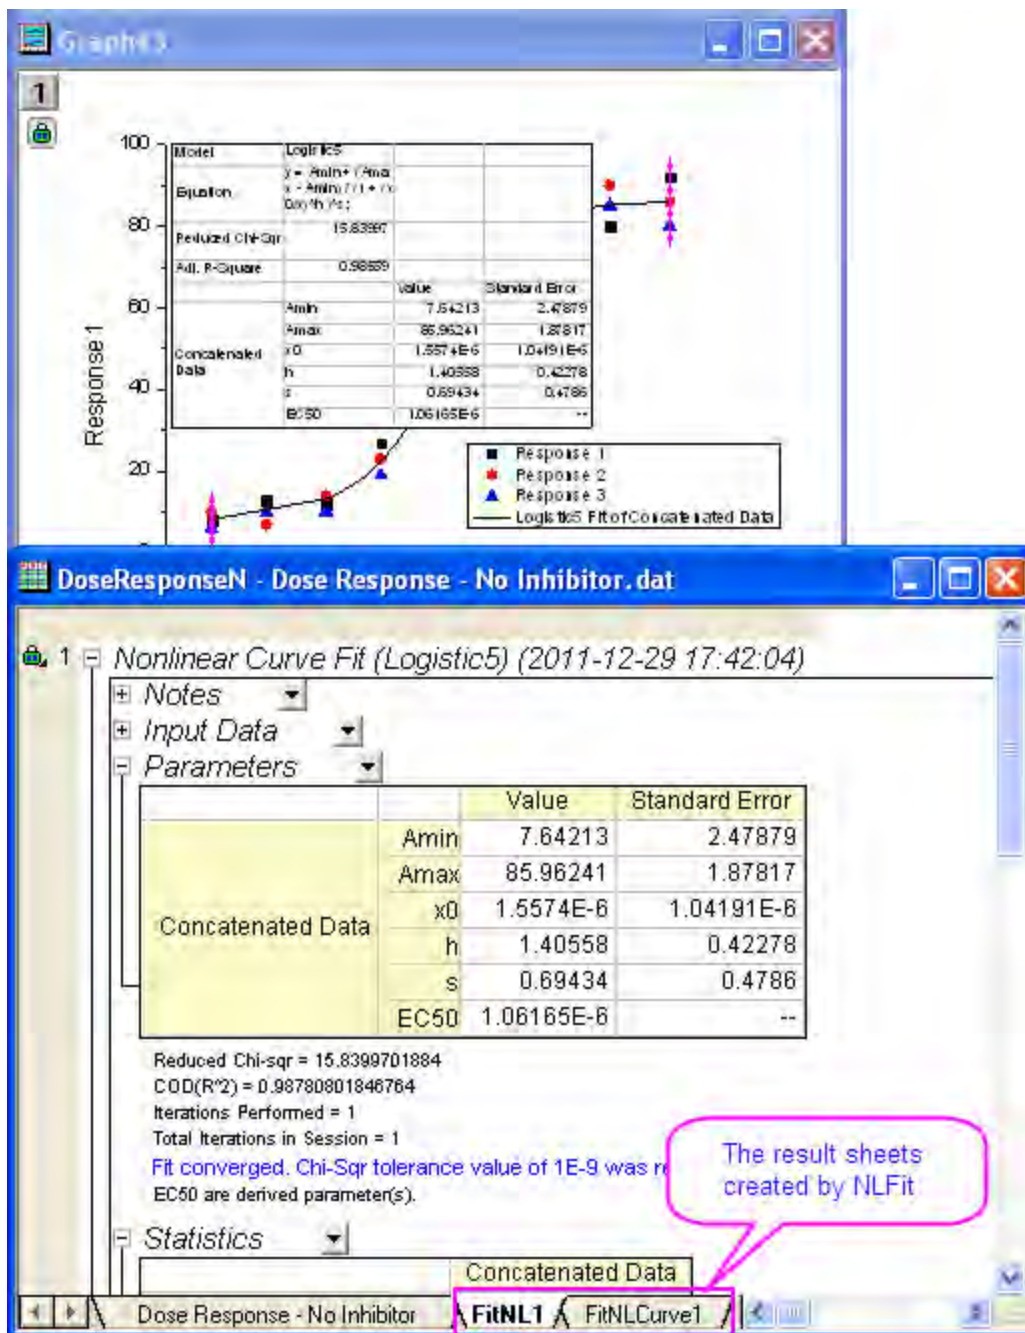 Graph43
1
100
80
60
40
20
Response 1
Model Logistic5
Equation
Reduced Chi-Sqr 15.83997
Adj. R-Square
Value Standard Error
Concatenated Data
Amin 7.64213 2.47879
Amax 85.96241 1.87817
x0 1.5574E-6 1.04191E-6
h 1.40558 0.42278
s 0.69434 0.4786
EC50 1.06165E-6 --
Response 1
Response 2
Response 3
Logistic5 Fit of Concatenated Data
DoseResponseN - Dose Response - No Inhibitor.dat
1 Nonlinear Curve Fit (Logistic5) (2011-12-29 17:42:04)
Notes
Input Data
Parameters
Value Standard Error
Concatenated Data
Amin 7.64213 2.47879
Amax 85.96241 1.87817
x0 1.5574E-6 1.04191E-6
h 1.40558 0.42278
s 0.69434 0.4786
EC50 1.06165E-6 --
Reduced Chi-sqr = 15.8399701884
COD(R^2) = 0.98780801846764
Iterations Performed = 1
Total Iterations in Session = 1
Fit converged. Chi-Sqr tolerance value of 1E-9 was
EC50 are derived parameter(s).
The result sheets
created by NLFit
Statistics
Concatenated Data
Dose Response - No Inhibitor FitNL1 FitNLCurve1